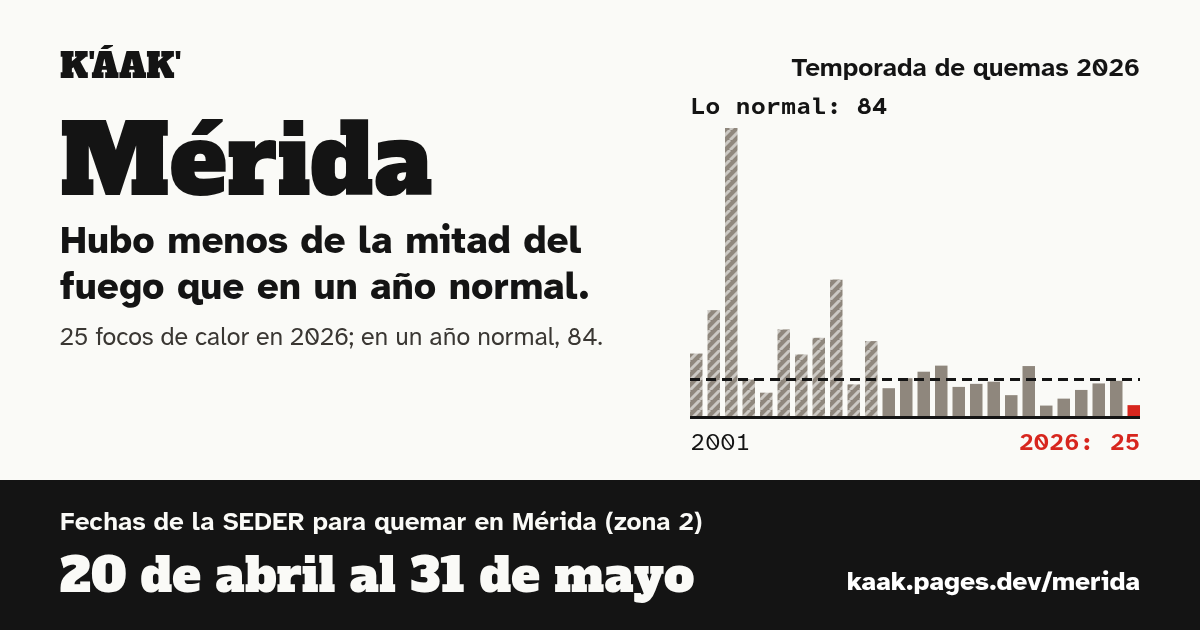 K'ÁAK'
Mérida
Hubo menos de la mitad del
fuego que en un año normal.
25 focos de calor en 2026; en un año normal, 84.
Temporada de quemas 2026
Lo normal: 84
2001
2026: 25
Fechas de la SEDER para quemar en Mérida (zona 2)
20 de abril al 31 de mayo
kaak.pages.dev/merida